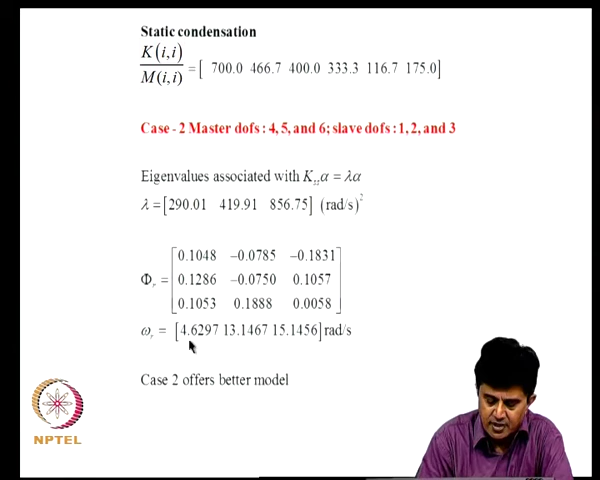 Static condensation
K(i,i)/M(i,i) = [ 700.0 466.7 400.0 333.3 116.7 175.0]
Case - 2 Master dofs : 4, 5, and 6; slave dofs : 1, 2, and 3
Eigenvalues associated with Kssα = λα
λ = [290.01 419.91 856.75] (rad/s)²
Φr = [0.1048 −0.0785 −0.1831
0.1286 −0.0750 0.1057
0.1053 0.1888 0.0058]
ωr = [4.6297 13.1467 15.1456] rad/s
Case 2 offers better model
NPTEL